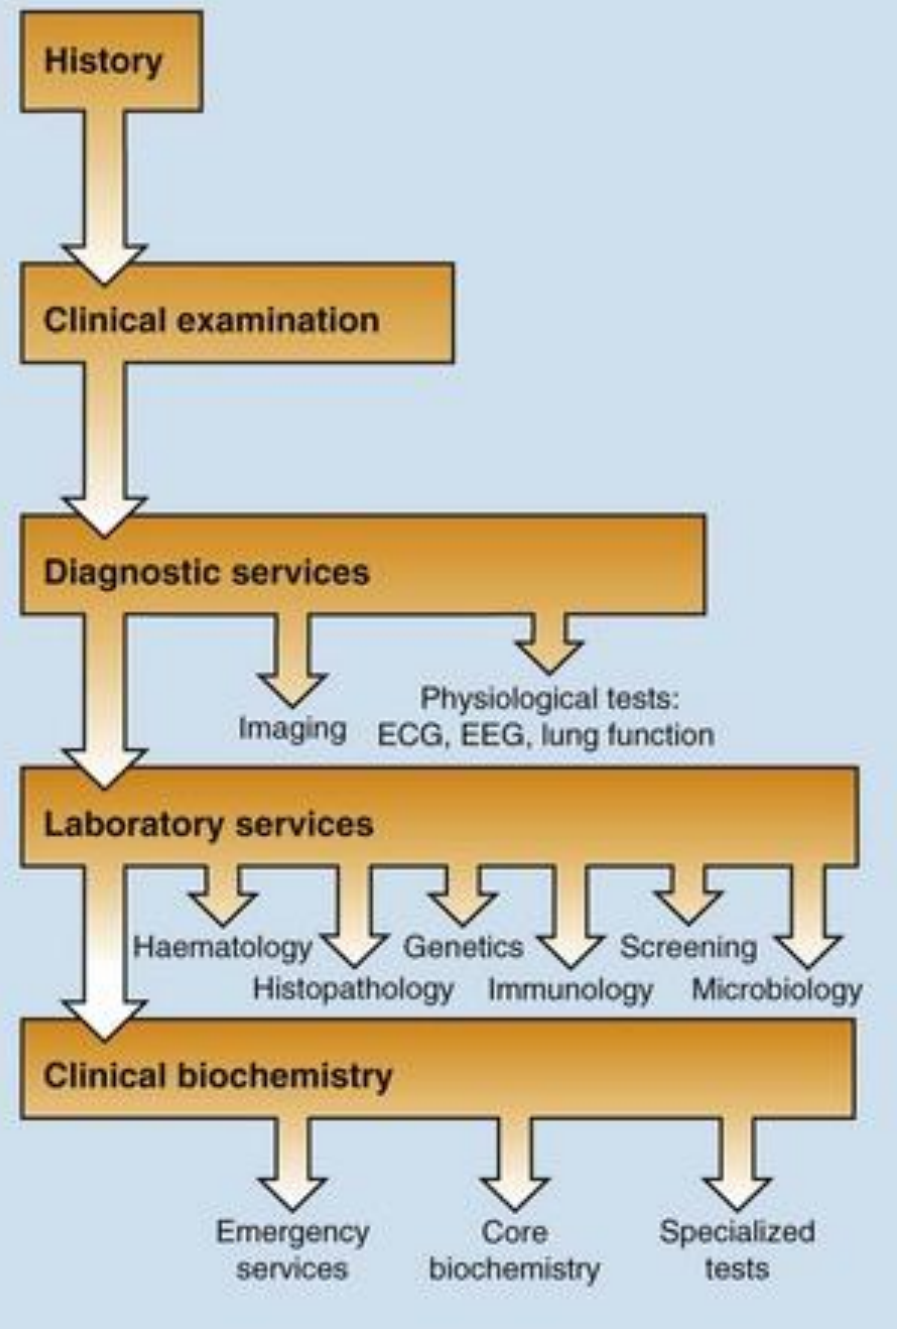 History
Clinical examination
Diagnostic services
Imaging
Physiological tests:
ECG, EEG, lung function
Laboratory services
Haematology
Histopathology
Genetics
Immunology
Screening
Microbiology
Clinical biochemistry
Emergency
services
Core
biochemistry
Specialized
tests